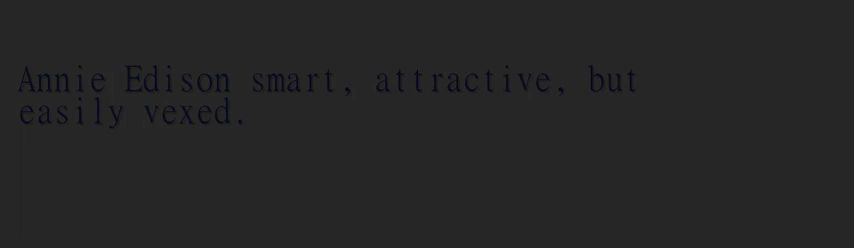 Annie Edison smart, attractive, but
easily vexed.